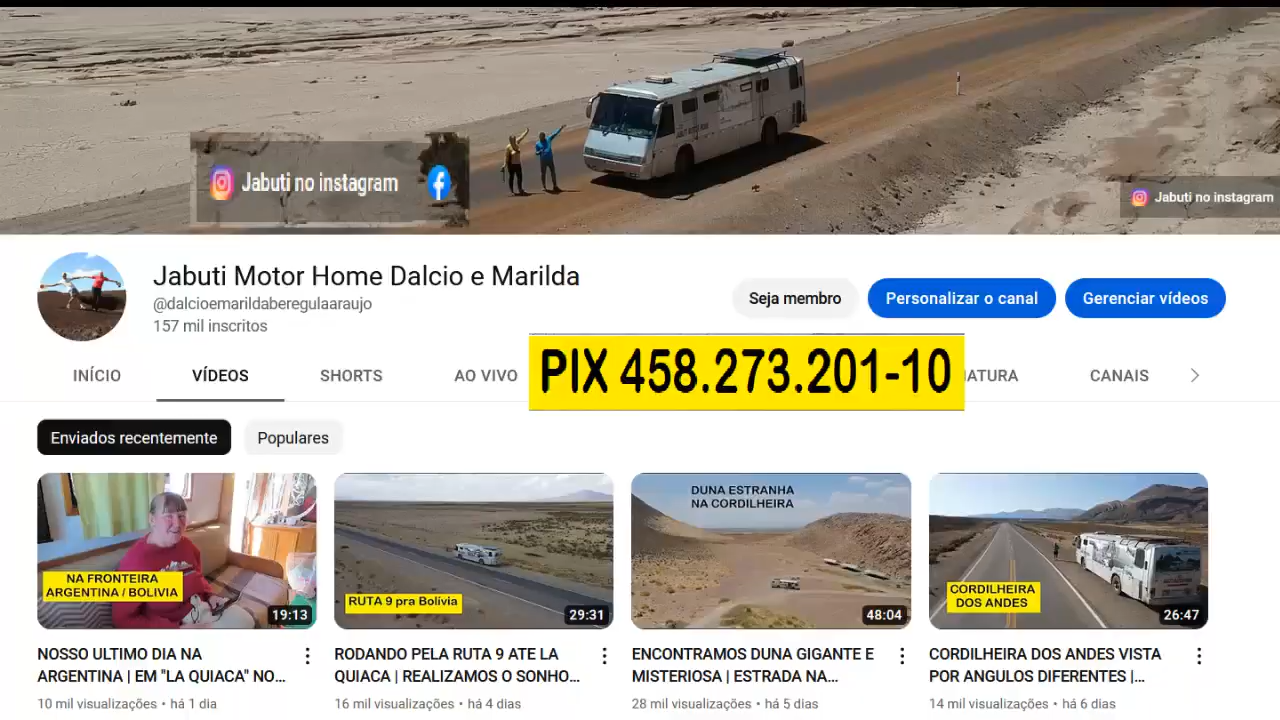 Jabuti no instagram
Jabuti no instagram
Jabuti Motor Home Dalcio e Marilda
@dalcioemarildaberegulaaraujo
157 mil inscritos
Seja membro
Personalizar o canal
Gerenciar vídeos
INÍCIO
VÍDEOS
SHORTS
AO VIVO
PIX 458.273.201-10
CANAIS
Enviados recentemente
Populares
NA FRONTEIRA
ARGENTINA / BOLIVIA
19:13
RUTA 9 pra Bolívia
29:31
DUNA ESTRANHA
NA CORDILHEIRA
48:04
CORDILHEIRA
DOS ANDES
26:47
NOSSO ULTIMO DIA NA
ARGENTINA | EM "LA QUIACA" NO...
10 mil visualizações • há 1 dia
RODANDO PELA RUTA 9 ATE LA
QUIACA | REALIZAMOS O SONHO...
16 mil visualizações • há 4 dias
ENCONTRAMOS DUNA GIGANTE E
MISTERIOSA | ESTRADA NA...
28 mil visualizações • há 5 dias
CORDILHEIRA DOS ANDES VISTA
POR ANGULOS DIFERENTES |...
14 mil visualizações • há 6 dias